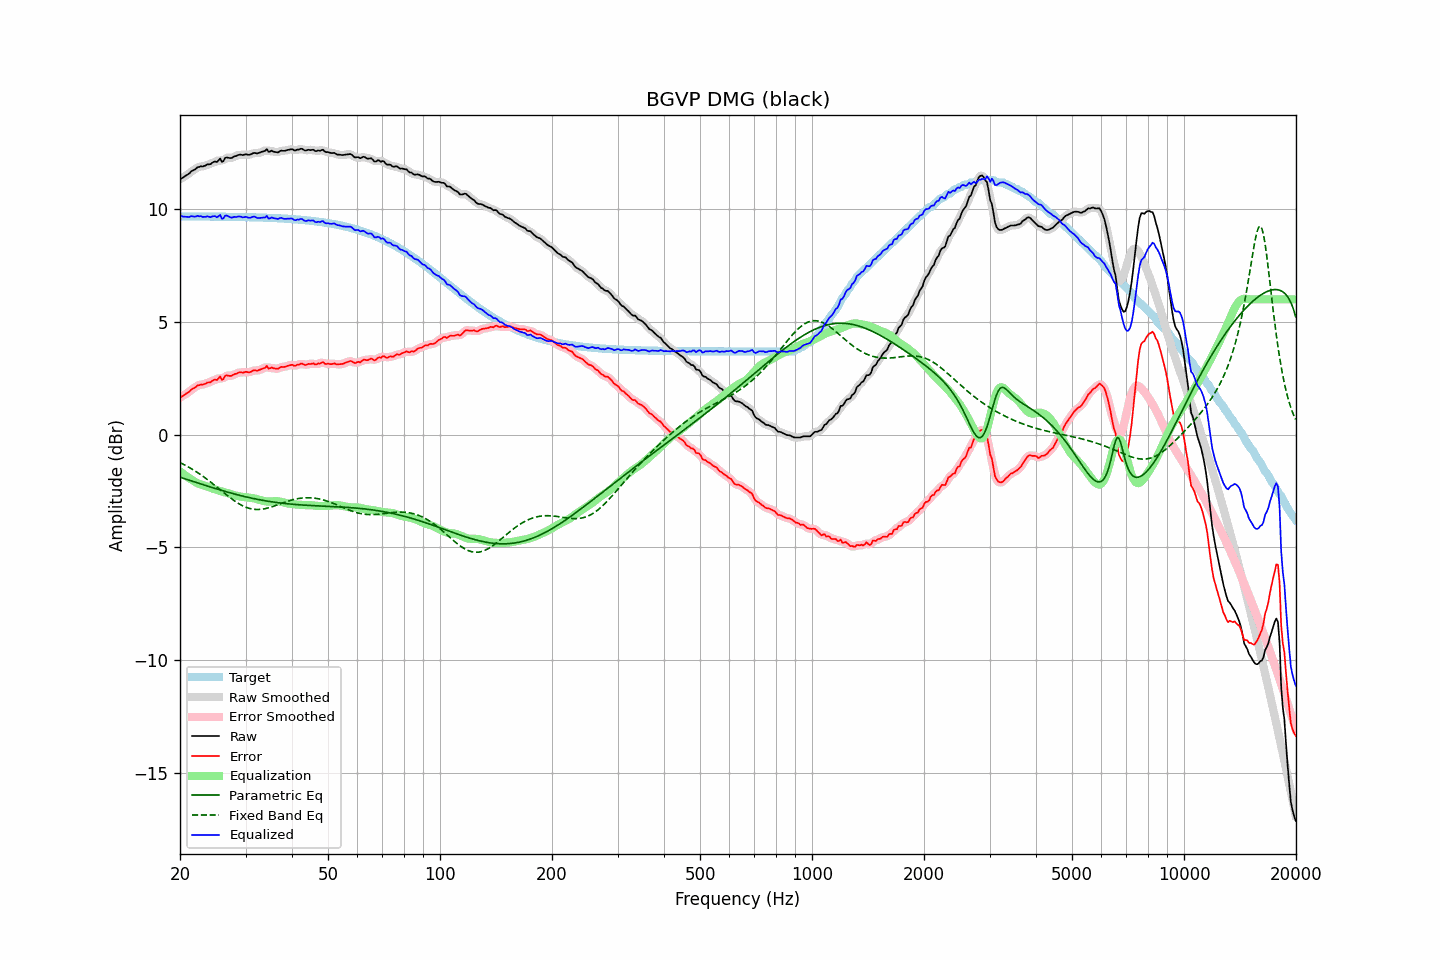 BGVP DMG (black)
Amplitude (dBr)
10
5
0
−5
−10
−15
Target
Raw Smoothed
Error Smoothed
Raw
Error
Equalization
Parametric Eq
Fixed Band Eq
Equalized
20 50 100 200 500 1000 2000 5000 10000 20000
Frequency (Hz)